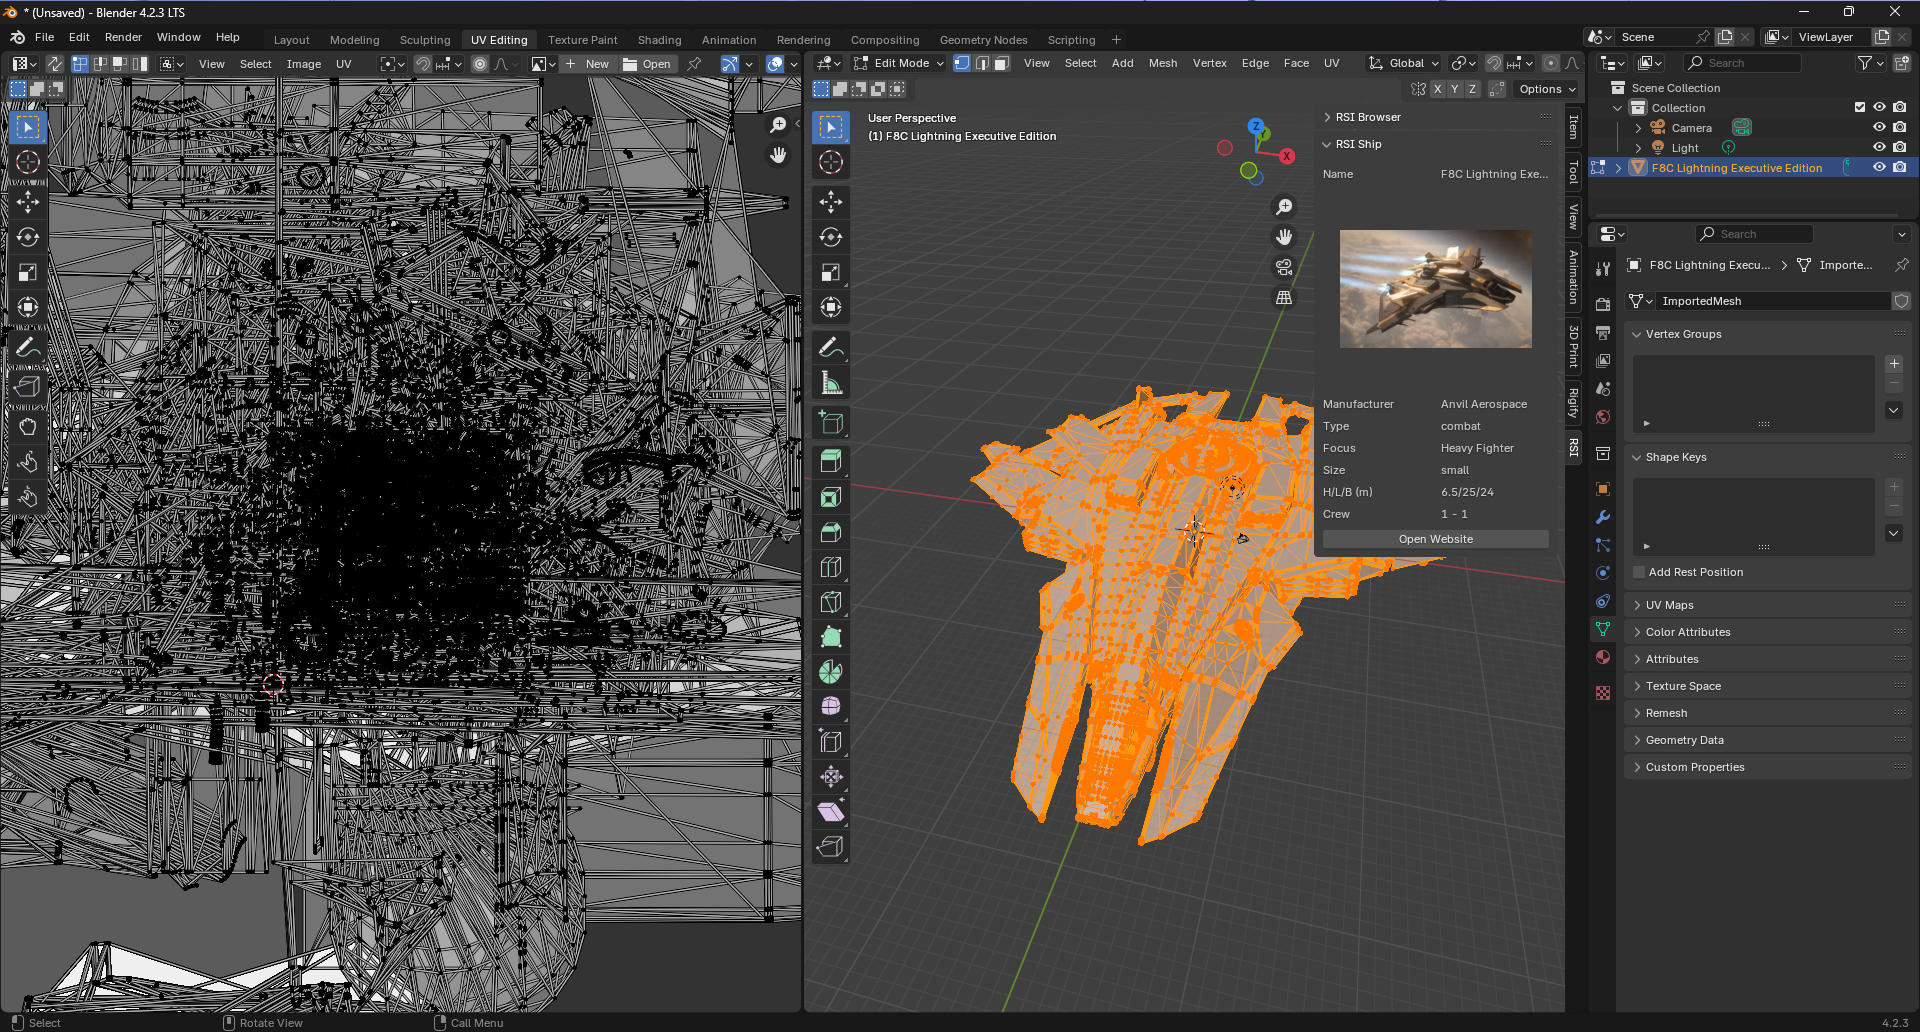 * (Unsaved) - Blender 4.2.3 LTS
File Edit Render Window Help Layout Modeling Sculpting UV Editing Texture Paint Shading Animation Rendering Compositing Geometry Nodes Scripting + Scene ViewLayer
View Select Image UV New Open
Edit Mode View Select Add Mesh Vertex Edge Face UV Global
X Y Z Options
User Perspective
(1) F8C Lightning Executive Edition
Z
Y
X
RSI Browser
RSI Ship
Name F8C Lightning Exe...
Manufacturer Anvil Aerospace
Type combat
Focus Heavy Fighter
Size small
H/L/B (m) 6.5/25/24
Crew 1 - 1
Open Website
Item
Tool
View
Animation
3D Print
Rigify
RSI
Search
Scene Collection
Collection
Camera
Light
F8C Lightning Executive Edition
Search
F8C Lightning Execu... Importe...
ImportedMesh
Vertex Groups
Shape Keys
Add Rest Position
UV Maps
Color Attributes
Attributes
Texture Space
Remesh
Geometry Data
Custom Properties
Select Rotate View Call Menu 4.2.3